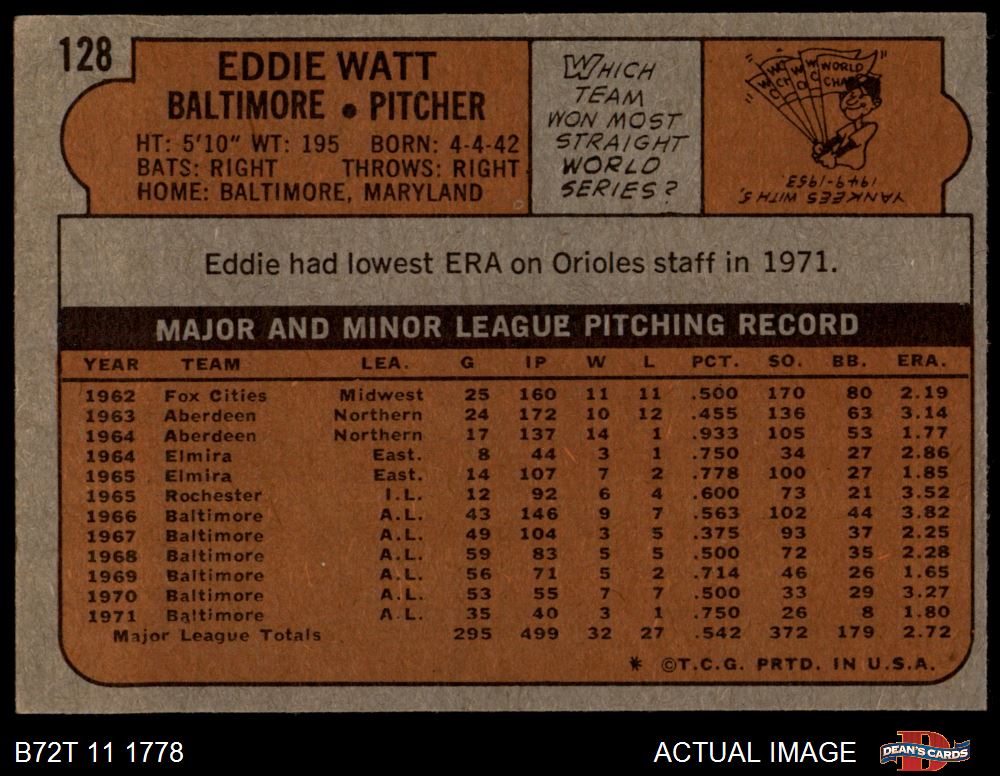 128
EDDIE WATT
BALTIMORE • PITCHER
HT: 5'10" WT: 195 BORN: 4-4-42
BATS: RIGHT THROWS: RIGHT
HOME: BALTIMORE, MARYLAND
WHICH
TEAM
WON MOST
STRAIGHT
WORLD
SERIES?
WORLD
CHA
YANKEES WITH 5,
1949-1953.
Eddie had lowest ERA on Orioles staff in 1971.
MAJOR AND MINOR LEAGUE PITCHING RECORD
YEAR TEAM LEA. G IP W L PCT. SO. BB. ERA.
1962 Fox Cities Midwest 25 160 11 11 .500 170 80 2.19
1963 Aberdeen Northern 24 172 10 12 .455 136 63 3.14
1964 Aberdeen Northern 17 137 14 1 .933 105 53 1.77
1964 Elmira East. 8 44 3 1 .750 34 27 2.86
1965 Elmira East. 14 107 7 2 .778 100 27 1.85
1965 Rochester I.L. 12 92 6 4 .600 73 21 3.52
1966 Baltimore A.L. 43 146 9 7 .563 102 44 3.82
1967 Baltimore A.L. 49 104 3 5 .375 93 37 2.25
1968 Baltimore A.L. 59 83 5 5 .500 72 35 2.28
1969 Baltimore A.L. 56 71 5 2 .714 46 26 1.65
1970 Baltimore A.L. 53 55 7 7 .500 33 29 3.27
1971 Baltimore A.L. 35 40 3 1 .750 26 8 1.80
Major League Totals 295 499 32 27 .542 372 179 2.72
* ©T.C.G. PRTD. IN U.S.A.
B72T 11 1778
ACTUAL IMAGE
DEAN'S CARDS